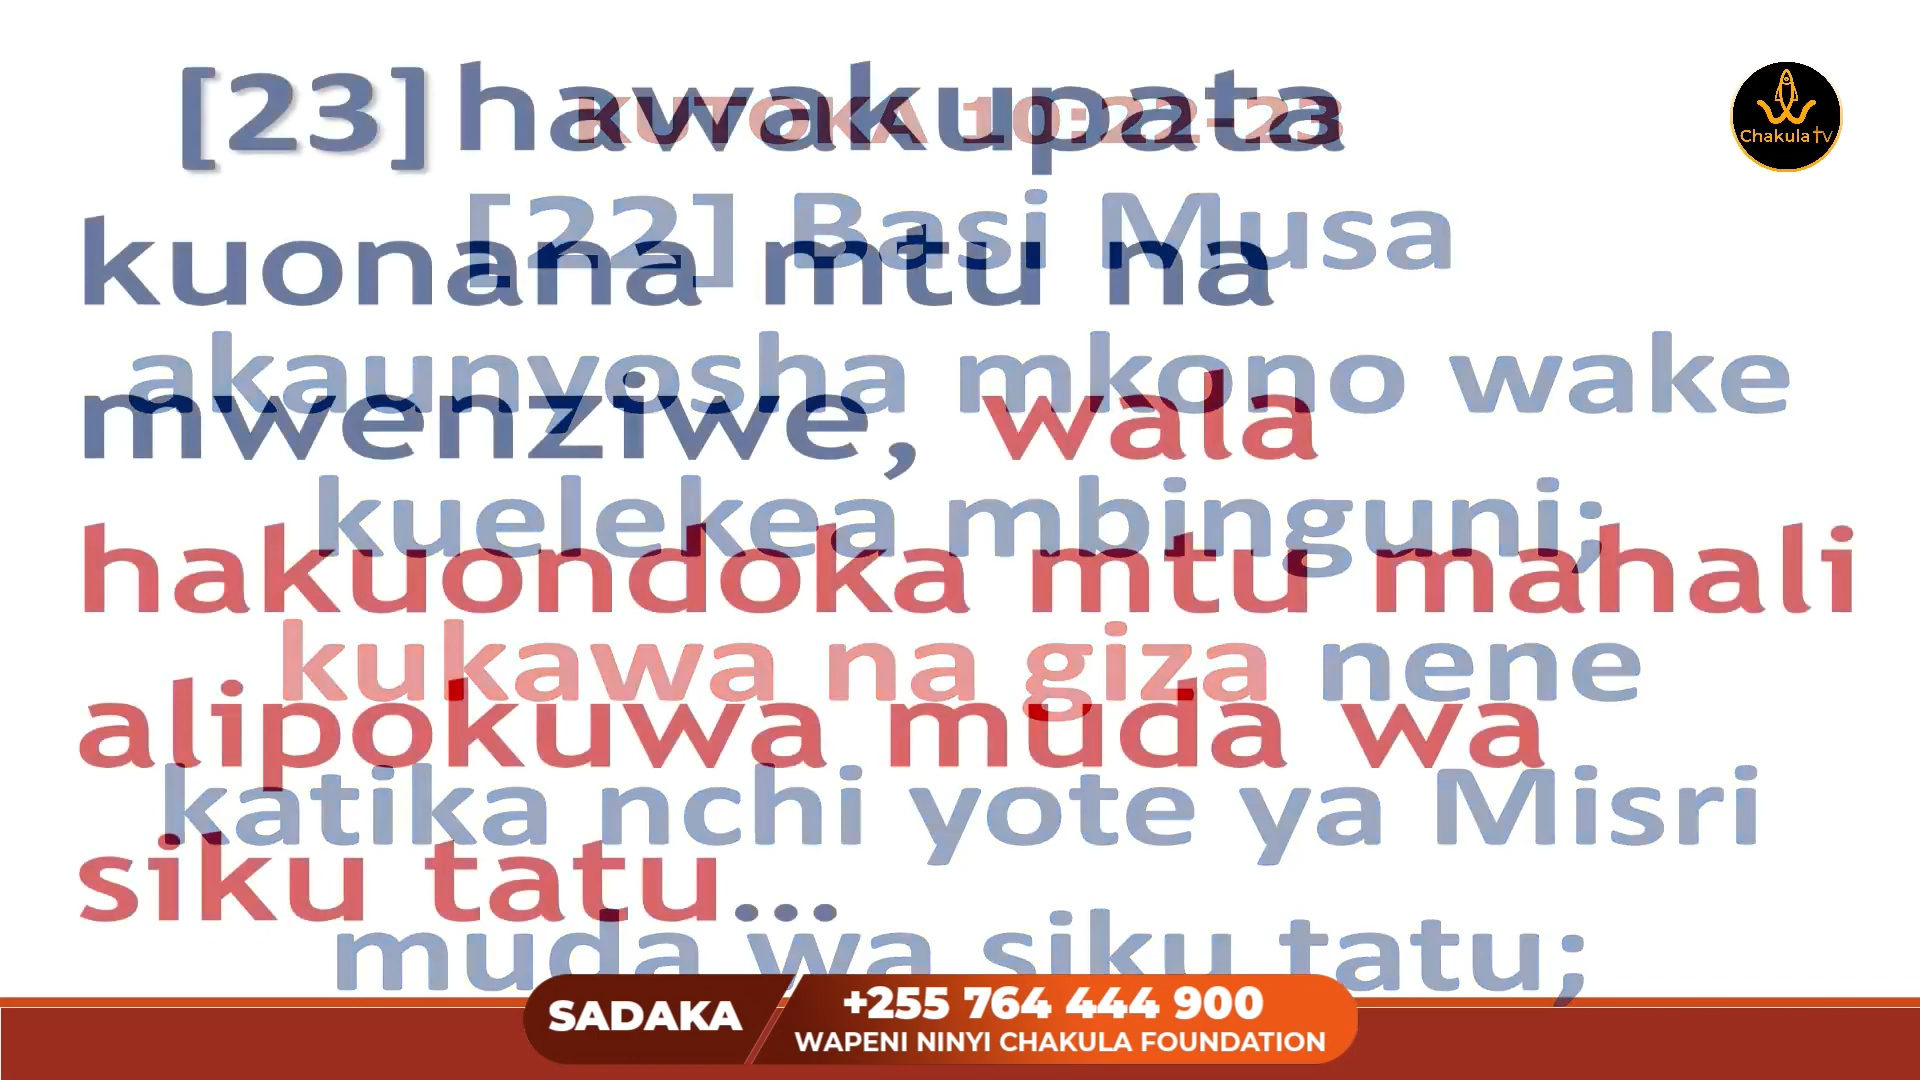 KUTOKA 10:22-23
[22] Basi Musa
akaunyosha mkono wake
kuelekea mbinguni;
kukawa na giza nene
katika nchi yote ya Misri
muda wa siku tatu;
[23] hawakupata
kuonana mtu na
mwenziwe, wala
hakuondoka mtu mahali
alipokuwa muda wa
siku tatu...
Chakula tv
SADAKA
+255 764 444 900
WAPENI NINYI CHAKULA FOUNDATION